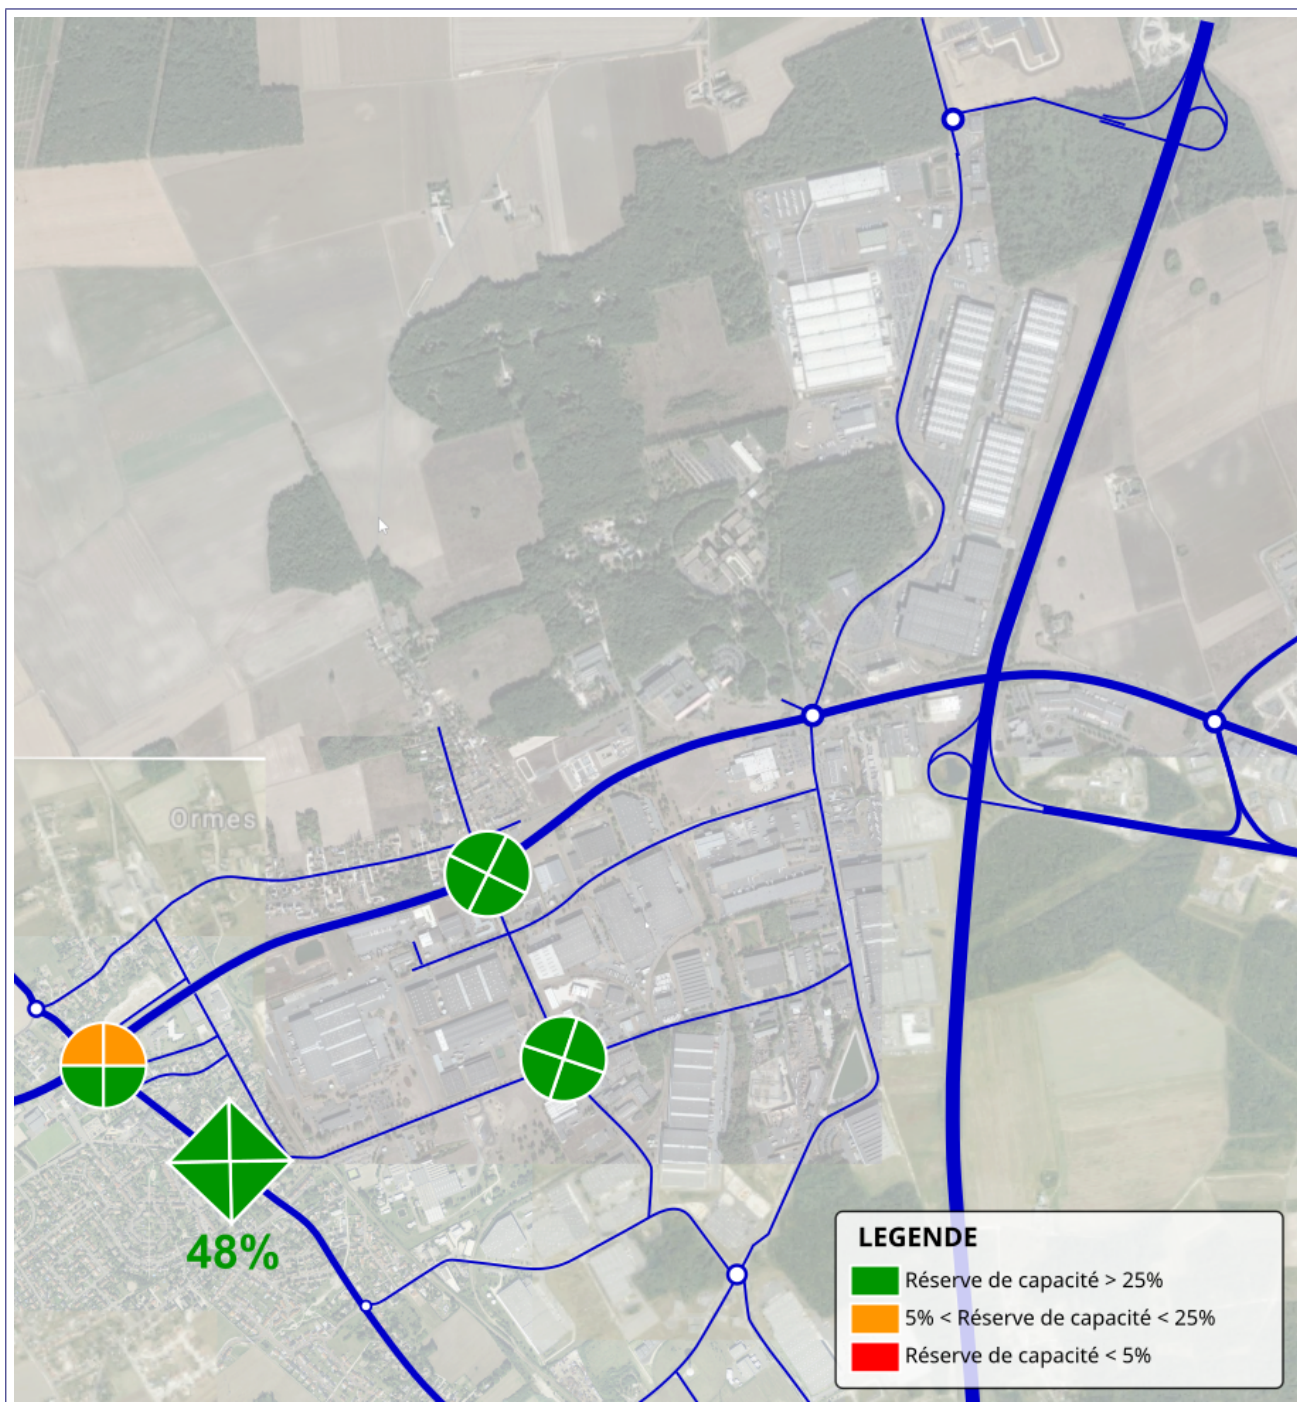 Ormes
48%
LEGENDE
Réserve de capacité > 25%
5% < Réserve de capacité < 25%
Réserve de capacité < 5%